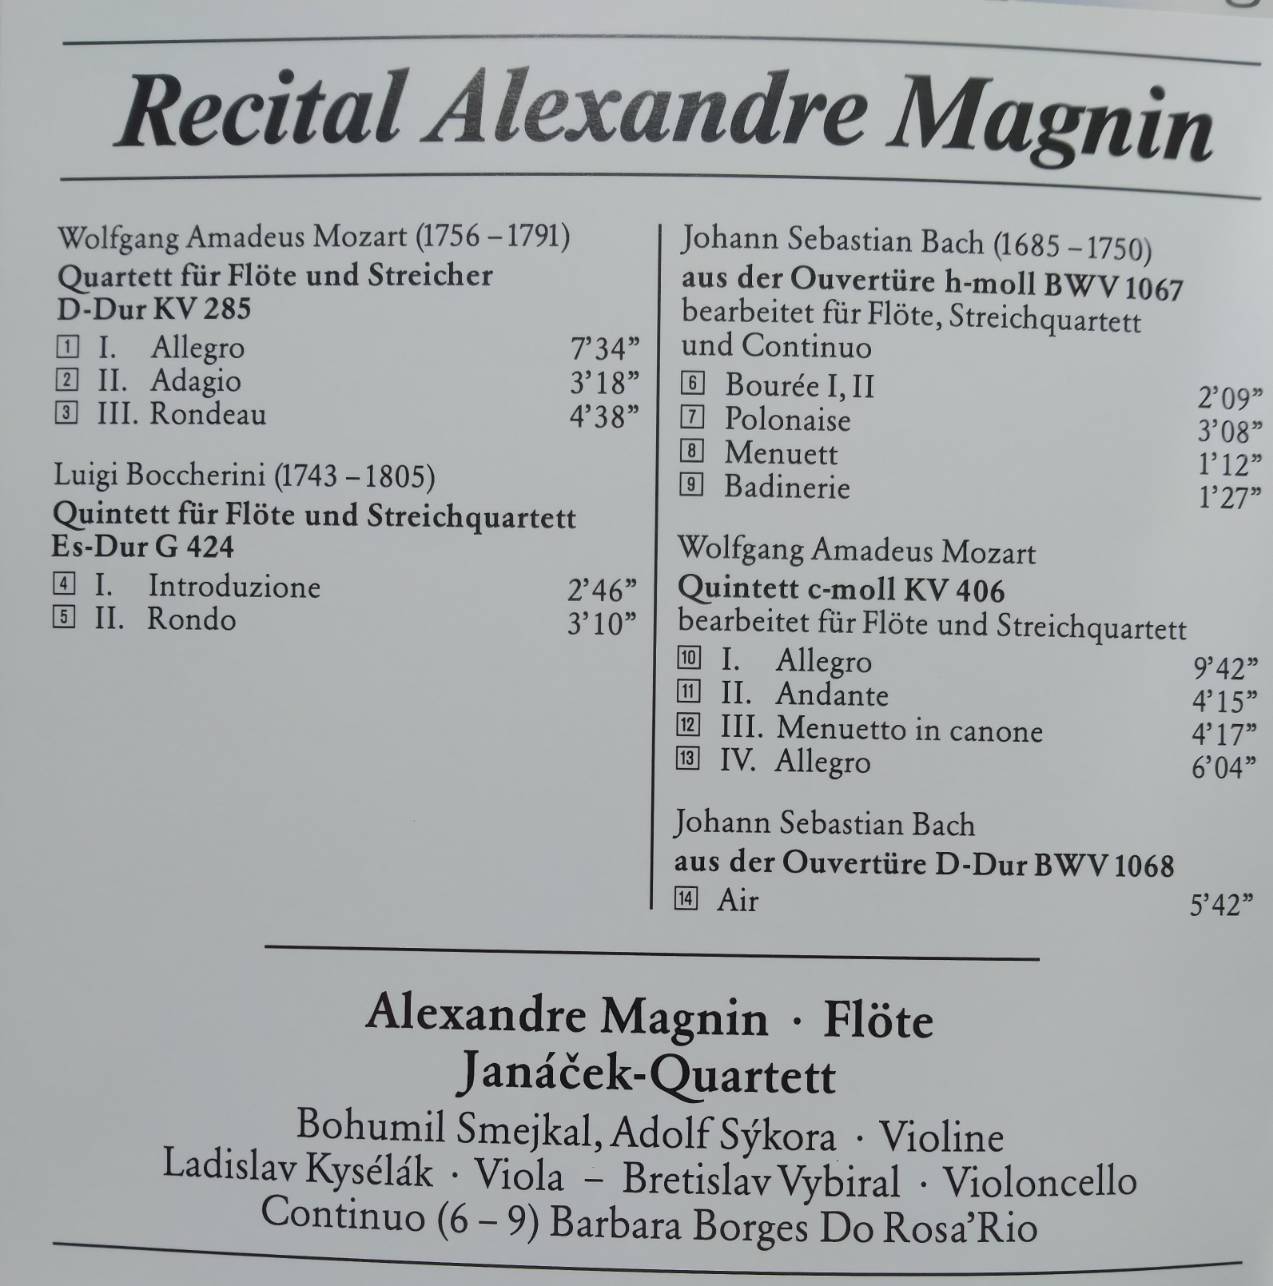 Recital Alexandre Magnin
Wolfgang Amadeus Mozart (1756 – 1791)
Quartett für Flöte und Streicher
D-Dur KV 285
1 I. Allegro 7’34”
2 II. Adagio 3’18”
3 III. Rondeau 4’38”
Luigi Boccherini (1743 – 1805)
Quintett für Flöte und Streichquartett
Es-Dur G 424
4 I. Introduzione 2’46”
5 II. Rondo 3’10”
Johann Sebastian Bach (1685 – 1750)
aus der Ouvertüre h-moll BWV 1067
bearbeitet für Flöte, Streichquartett
und Continuo
6 Bourée I, II 2’09”
7 Polonaise 3’08”
8 Menuett 1’12”
9 Badinerie 1’27”
Wolfgang Amadeus Mozart
Quintett c-moll KV 406
bearbeitet für Flöte und Streichquartett
10 I. Allegro 9’42”
11 II. Andante 4’15”
12 III. Menuetto in canone 4’17”
13 IV. Allegro 6’04”
Johann Sebastian Bach
aus der Ouvertüre D-Dur BWV 1068
14 Air 5’42”
Alexandre Magnin · Flöte
Janáček-Quartett
Bohumil Smejkal, Adolf Sýkora · Violine
Ladislav Kysélák · Viola – Bretislav Vybiral · Violoncello
Continuo (6 – 9) Barbara Borges Do Rosa’Rio